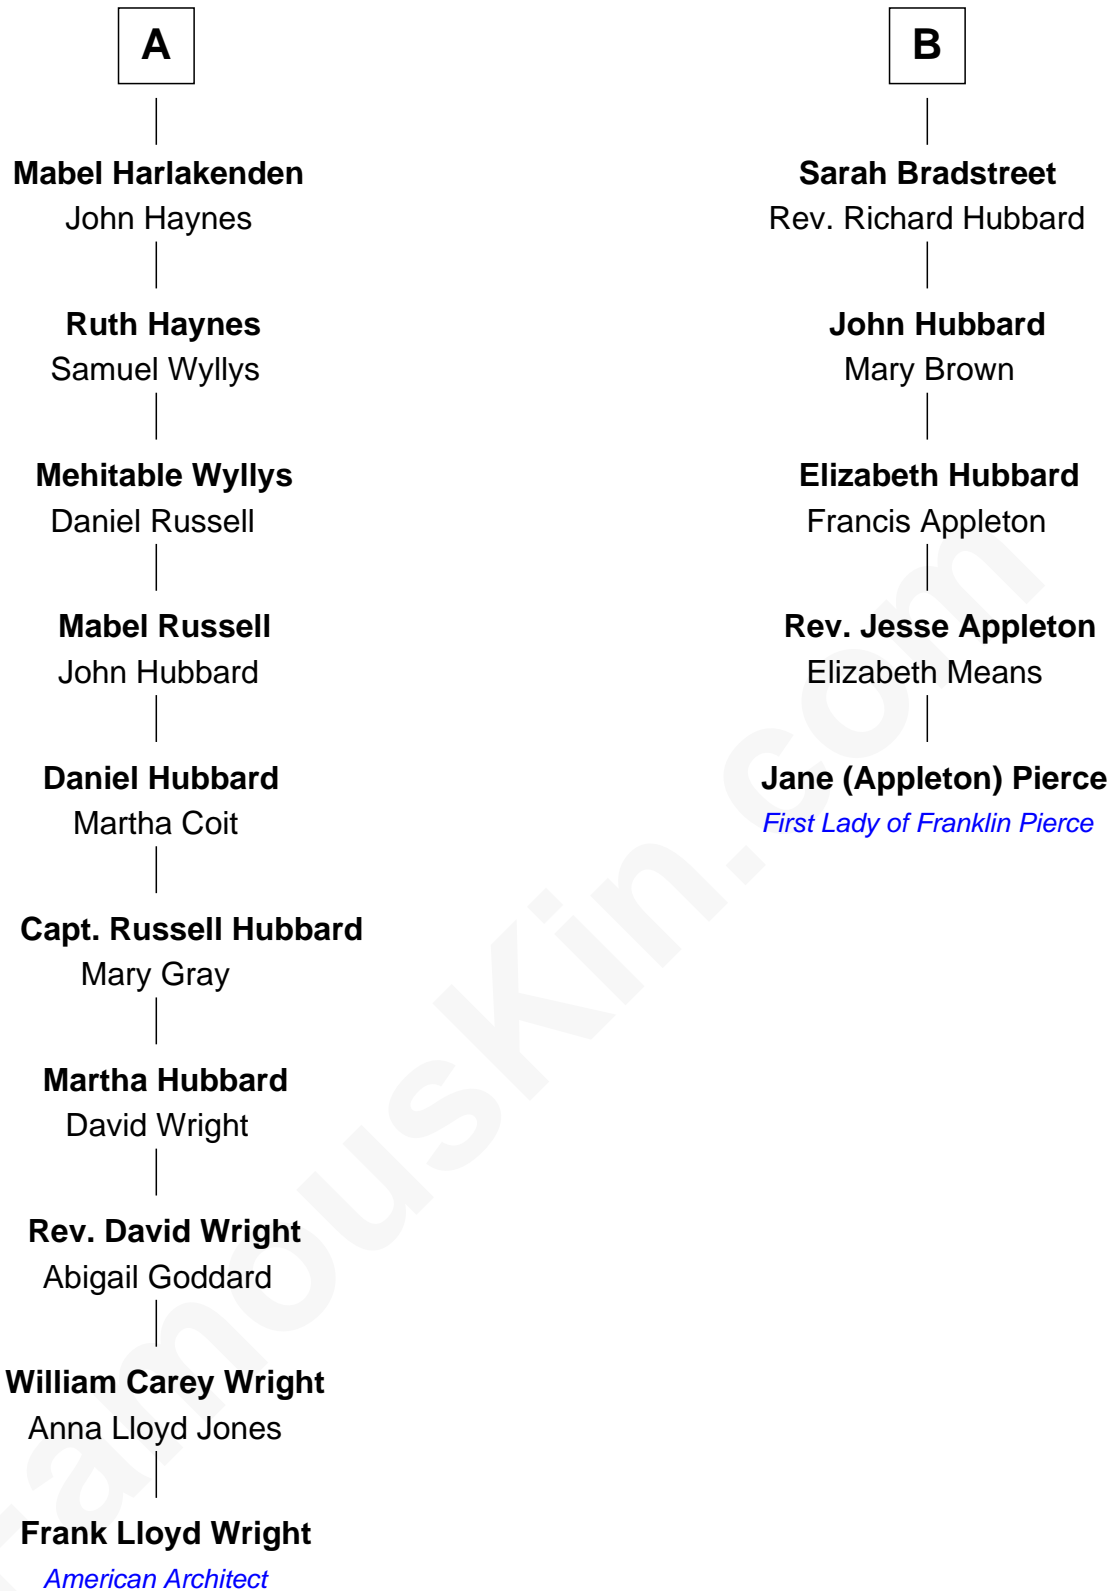 A
Mabel Harlakenden
John Haynes
Ruth Haynes
Samuel Wyllys
Mehitable Wyllys
Daniel Russell
Mabel Russell
John Hubbard
Daniel Hubbard
Martha Coit
Capt. Russell Hubbard
Mary Gray
Martha Hubbard
David Wright
Rev. David Wright
Abigail Goddard
William Carey Wright
Anna Lloyd Jones
Frank Lloyd Wright
American Architect
B
Sarah Bradstreet
Rev. Richard Hubbard
John Hubbard
Mary Brown
Elizabeth Hubbard
Francis Appleton
Rev. Jesse Appleton
Elizabeth Means
Jane (Appleton) Pierce
First Lady of Franklin Pierce
FamousKin.com